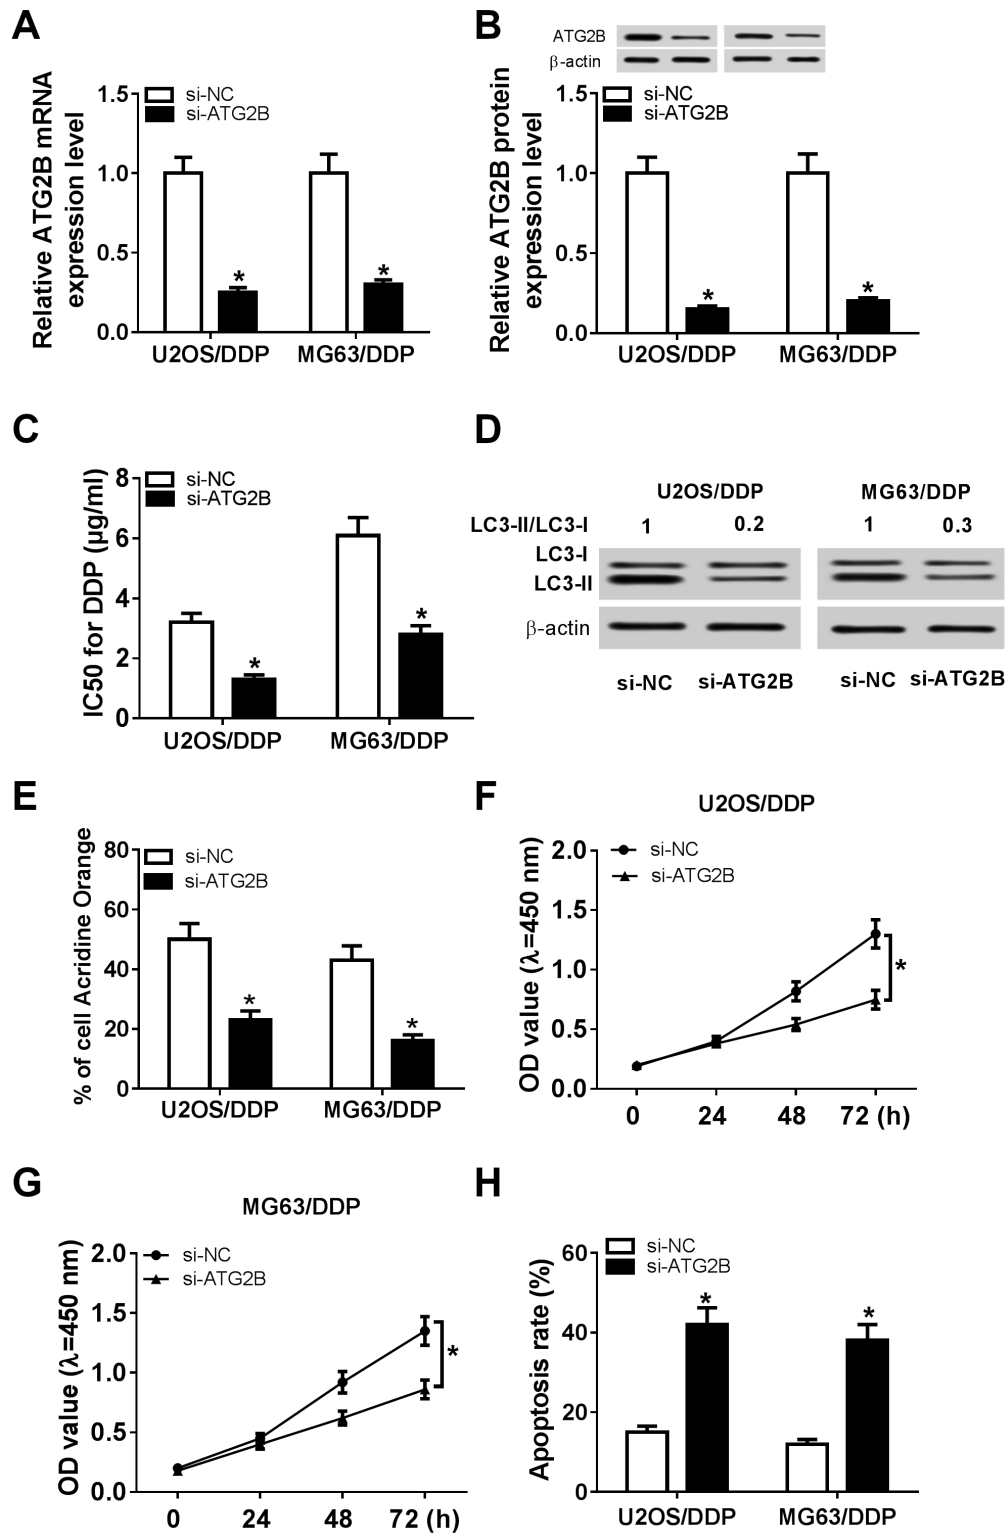 A
Relative ATG2B mRNA
expression level
1.5
1.0
0.5
0.0
si-NC
si-ATG2B
*
*
U2OS/DDP
MG63/DDP
B
ATG2B
β-actin
Relative ATG2B protein
expression level
1.5
1.0
0.5
0.0
si-NC
si-ATG2B
*
*
U2OS/DDP
MG63/DDP
C
IC50 for DDP (μg/ml)
8
6
4
2
0
si-NC
si-ATG2B
*
*
U2OS/DDP
MG63/DDP
D
U2OS/DDP
MG63/DDP
LC3-II/LC3-I
1
0.2
1
0.3
LC3-I
LC3-II
β-actin
si-NC
si-ATG2B
si-NC
si-ATG2B
E
% of cell Acridine Orange
80
60
40
20
0
si-NC
si-ATG2B
*
*
U2OS/DDP
MG63/DDP
F
U2OS/DDP
OD value (λ=450 nm)
2.0
1.5
1.0
0.5
0.0
si-NC
si-ATG2B
*
0
24
48
72 (h)
G
MG63/DDP
OD value (λ=450 nm)
2.0
1.5
1.0
0.5
0.0
si-NC
si-ATG2B
*
0
24
48
72 (h)
H
Apoptosis rate (%)
60
40
20
0
si-NC
si-ATG2B
*
*
U2OS/DDP
MG63/DDP